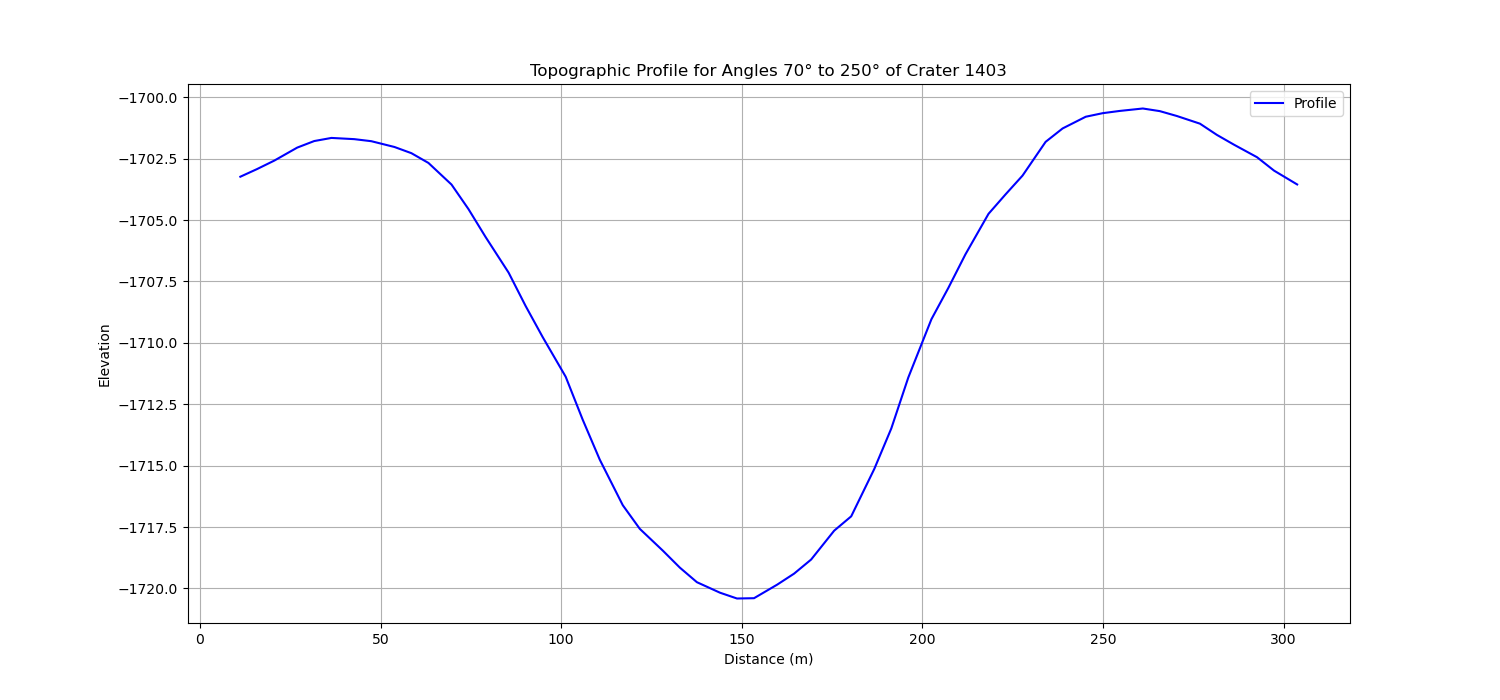 Topographic Profile for Angles 70° to 250° of Crater 1403
Profile
−1700.0
−1702.5
−1705.0
−1707.5
−1710.0
−1712.5
−1715.0
−1717.5
−1720.0
Elevation
0 50 100 150 200 250 300
Distance (m)